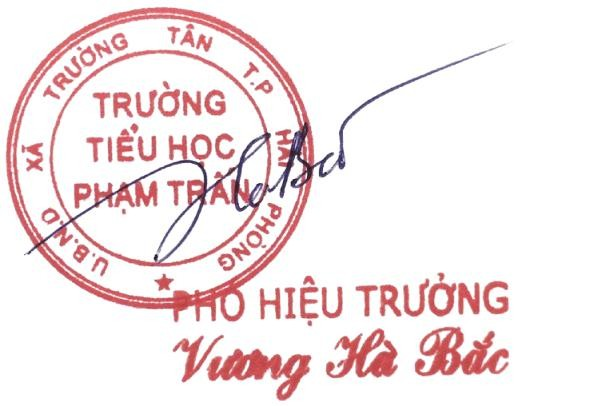 U.B.N.D XÃ TRƯỜNG TÂN T.P HẢI PHÒNG
TRƯỜNG
TIỂU HỌC
PHẠM TRẤN
PHÓ HIỆU TRƯỞNG
Vương Hà Bắc